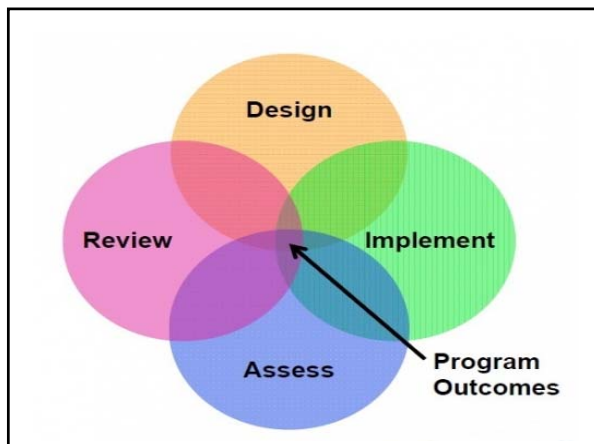 Design
Review
Implement
Assess
Program
Outcomes